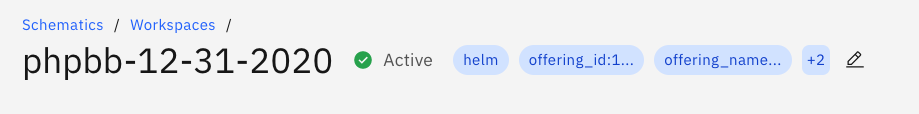 Schematics / Workspaces /
phpbb-12-31-2020 Active helm offering_id:1... offering_name... +2